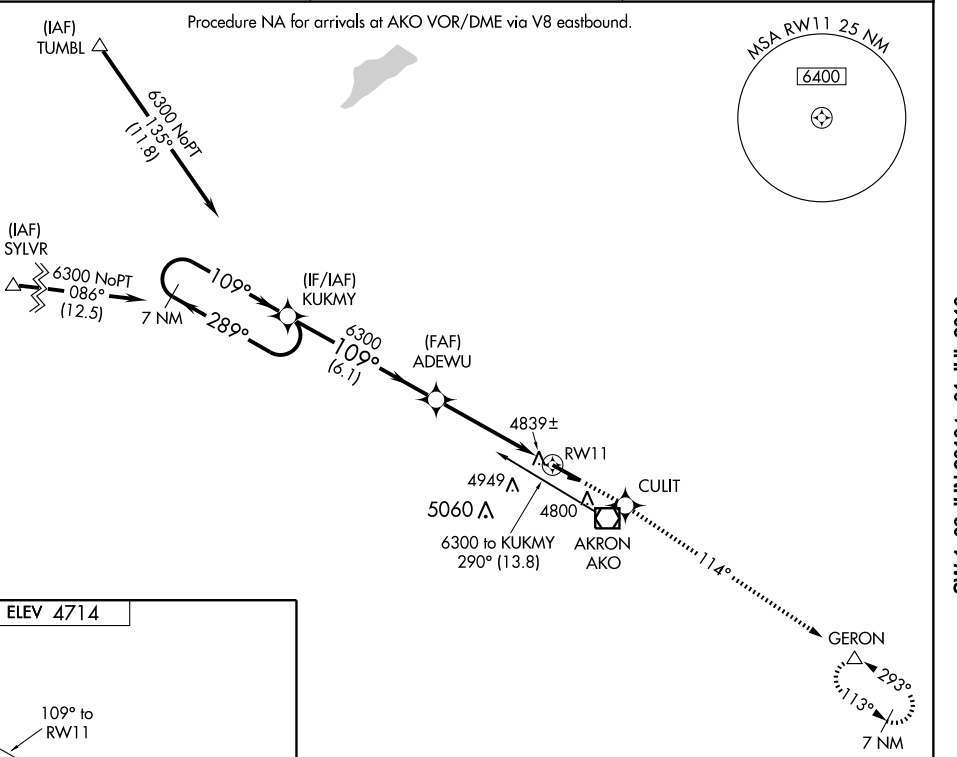 Procedure NA for arrivals at AKO VOR/DME via V8 eastbound.
(IAF)
TUMBL
6300 NoPT
135°
(11.8)
MSA RW11 25 NM
6400
(IAF)
SYLVR
6300 NoPT
086°
(12.5)
7 NM
109°
289°
(IF/IAF)
KUKMY
6300
109°
(6.1)
(FAF)
ADEWU
4839±
RW11
4949
5060
4800
CULIT
6300 to KUKMY
290° (13.8)
AKRON
AKO
114°
GERON
293°
113°
7 NM
ELEV 4714
109° to
RW11